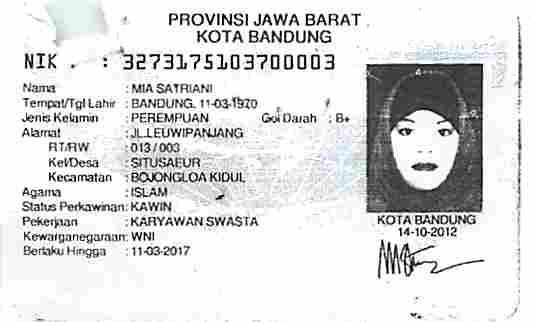 PROVINSI JAWA BARAT
KOTA BANDUNG
NIK : 3273175103700003
Nama : MIA SATRIANI
Tempat/Tgl Lahir : BANDUNG, 11-03-1970
Jenis Kelamin : PEREMPUAN Gol Darah : B+
Alamat : JL.LEUWIPANJANG
RT/RW : 013/003
Kel/Desa : SITUSAEUR
Kecamatan : BOJONGLOA KIDUL
Agama : ISLAM
Status Perkawinan: KAWIN
Pekerjaan : KARYAWAN SWASTA
Kewarganegaraan: WNI
Berlaku Hingga : 11-03-2017
KOTA BANDUNG
14-10-2012